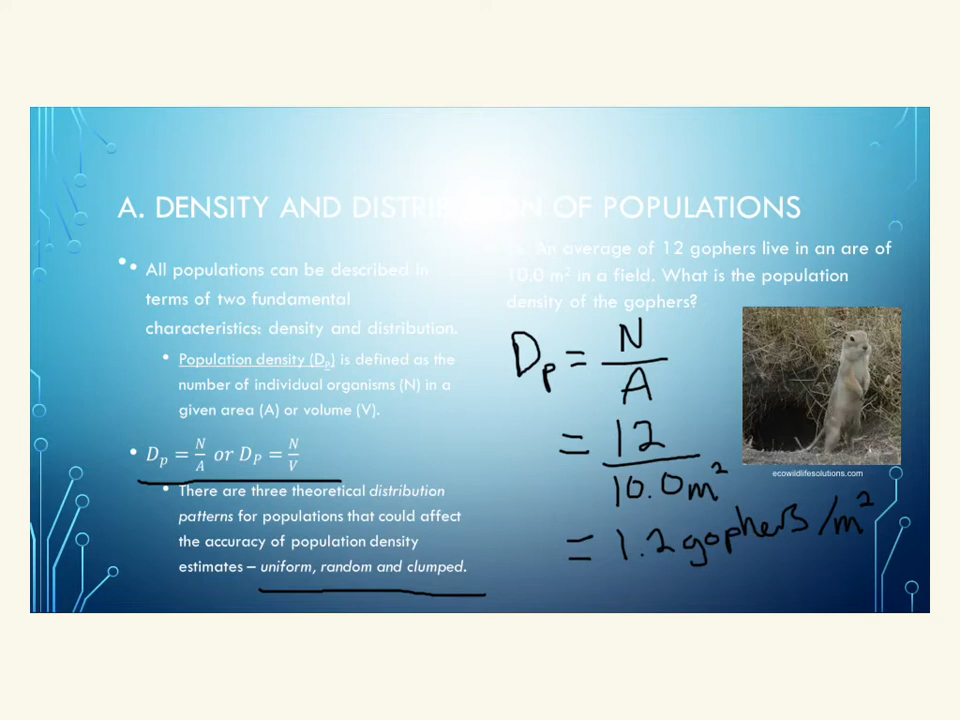 A. DENSITY AND DISTRIBUTION OF POPULATIONS
• • All populations can be described in
terms of two fundamental
characteristics: density and distribution.
• Population density (Dₚ) is defined as the
number of individual organisms (N) in a
given area (A) or volume (V).
• Dₚ = N/A or D_P = N/V
• There are three theoretical distribution
patterns for populations that could affect
the accuracy of population density
estimates – uniform, random and clumped.
An average of 12 gophers live in an are of
10.0 m² in a field. What is the population
density of the gophers?
Dₚ = N/A
= 12/10.0 m²
= 1.2 gophers/m²
ecowildlifesolutions.com